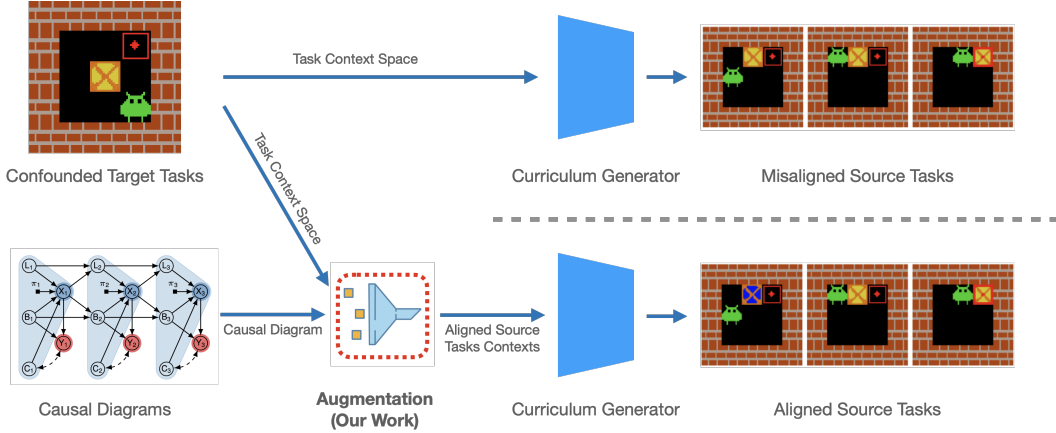 Task Context Space
Confounded Target Tasks
Curriculum Generator
Misaligned Source Tasks
Task Context Space
L1 L2 L3
π1 π2 π3
X1 X2 X3
B1 B2 B3
Y1 Y2 Y3
C1 C2 C3
Causal Diagram
Aligned Source
Tasks Contexts
Causal Diagrams
Augmentation
(Our Work)
Curriculum Generator
Aligned Source Tasks